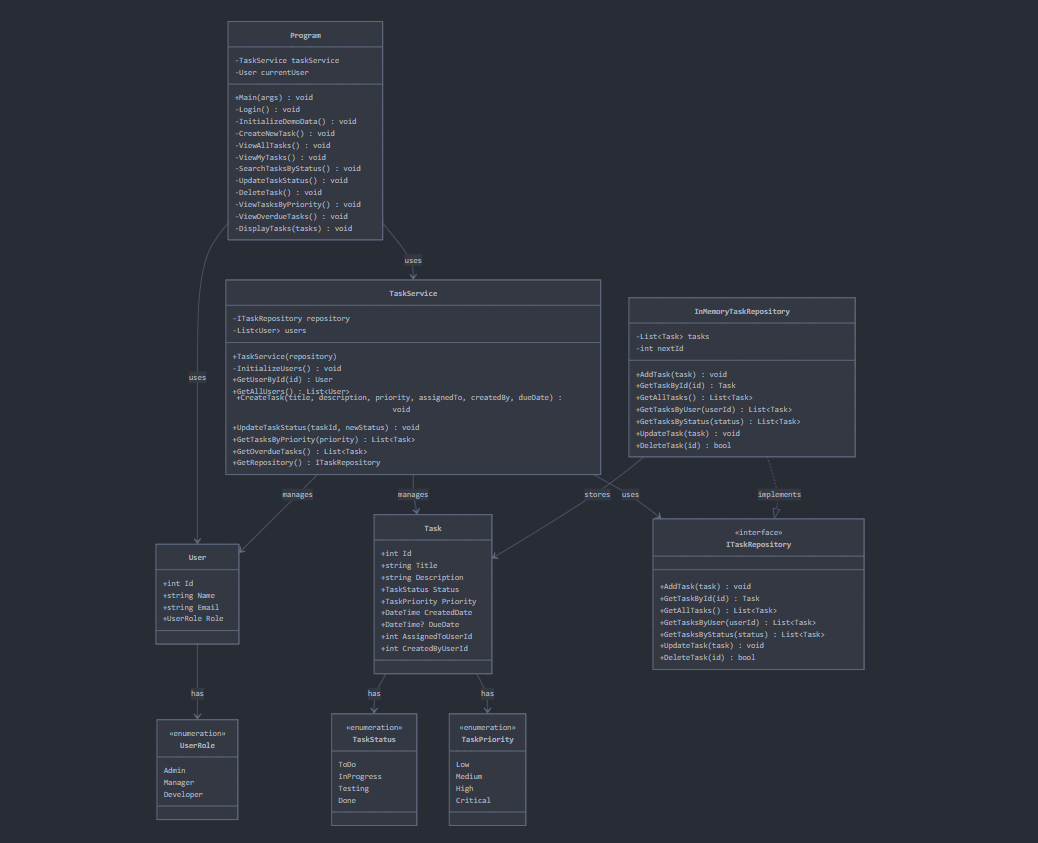 Program
-TaskService taskService
-User currentUser
+Main(args) : void
-Login() : void
-InitializeDemoData() : void
-CreateNewTask() : void
-ViewAllTasks() : void
-ViewMyTasks() : void
-SearchTasksByStatus() : void
-UpdateTaskStatus() : void
-DeleteTask() : void
-ViewTasksByPriority() : void
-ViewOverdueTasks() : void
-DisplayTasks(tasks) : void
uses
uses
TaskService
-ITaskRepository repository
-List<User> users
+TaskService(repository)
-InitializeUsers() : void
+GetUserById(id) : User
+GetAllUsers() : List<User>
+CreateTask(title, description, priority, assignedTo, createdBy, dueDate) :
void
+UpdateTaskStatus(taskId, newStatus) : void
+GetTasksByPriority(priority) : List<Task>
+GetOverdueTasks() : List<Task>
+GetRepository() : ITaskRepository
InMemoryTaskRepository
-List<Task> tasks
-int nextId
+AddTask(task) : void
+GetTaskById(id) : Task
+GetAllTasks() : List<Task>
+GetTasksByUser(userId) : List<Task>
+GetTasksByStatus(status) : List<Task>
+UpdateTask(task) : void
+DeleteTask(id) : bool
manages
manages
stores
uses
implements
User
+int Id
+string Name
+string Email
+UserRole Role
Task
+int Id
+string Title
+string Description
+TaskStatus Status
+TaskPriority Priority
+DateTime CreatedDate
+DateTime? DueDate
+int AssignedToUserId
+int CreatedByUserId
«interface»
ITaskRepository
+AddTask(task) : void
+GetTaskById(id) : Task
+GetAllTasks() : List<Task>
+GetTasksByUser(userId) : List<Task>
+GetTasksByStatus(status) : List<Task>
+UpdateTask(task) : void
+DeleteTask(id) : bool
has
has
has
«enumeration»
UserRole
Admin
Manager
Developer
«enumeration»
TaskStatus
ToDo
InProgress
Testing
Done
«enumeration»
TaskPriority
Low
Medium
High
Critical